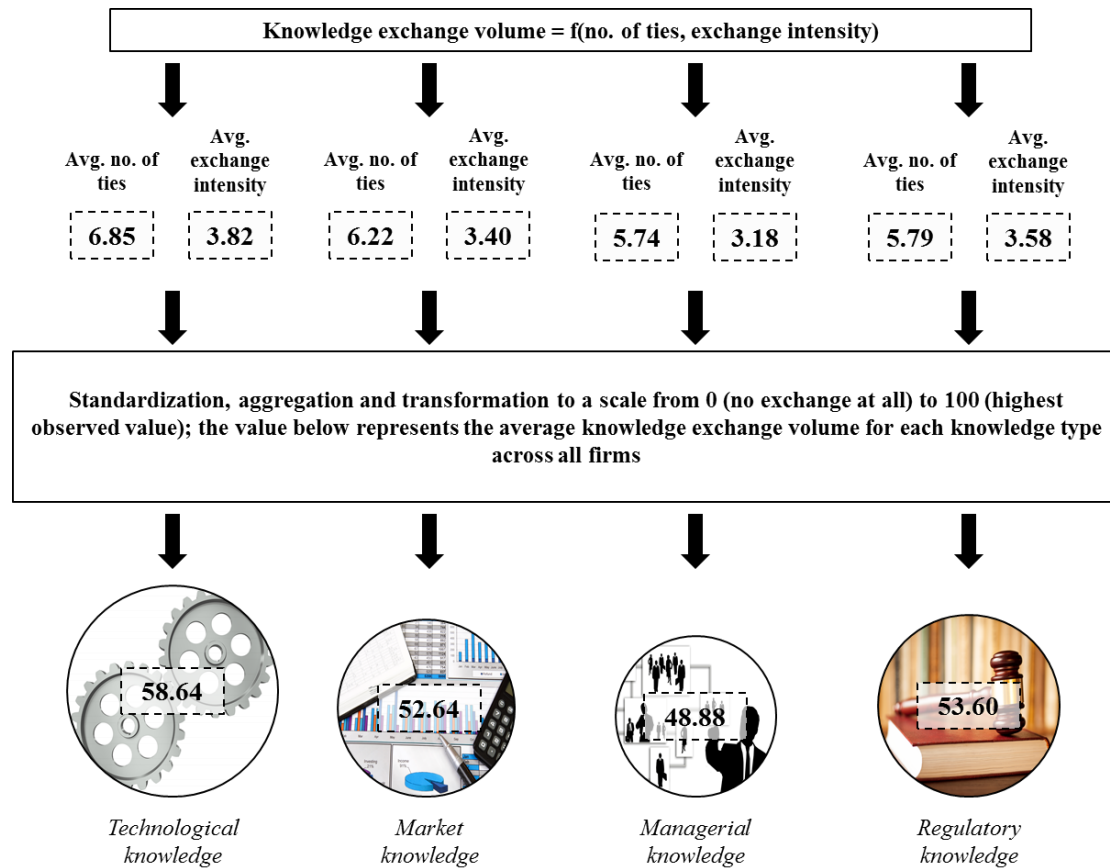 Knowledge exchange volume = f(no. of ties, exchange intensity)
Avg. no. of
ties
Avg.
exchange
intensity
Avg. no. of
ties
Avg.
exchange
intensity
Avg. no. of
ties
Avg.
exchange
intensity
Avg. no. of
ties
Avg.
exchange
intensity
6.85
3.82
6.22
3.40
5.74
3.18
5.79
3.58
Standardization, aggregation and transformation to a scale from 0 (no exchange at all) to 100 (highest
observed value); the value below represents the average knowledge exchange volume for each knowledge type
across all firms
58.64
52.64
48.88
53.60
Technological
knowledge
Market
knowledge
Managerial
knowledge
Regulatory
knowledge